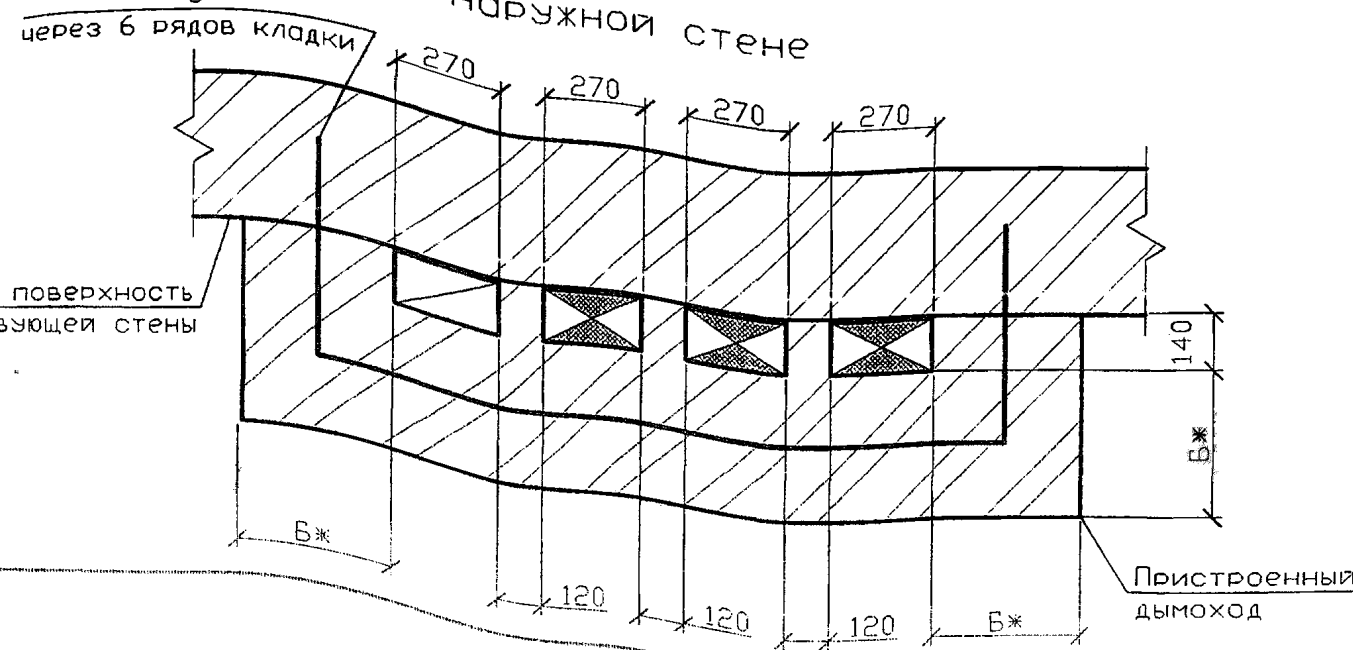 наружной стене
через 6 рядов кладки
270
270
270
270
поверхность
вующей стены
140
Б*
Б*
120
120
120
Б*
Пристроенный
дымоход